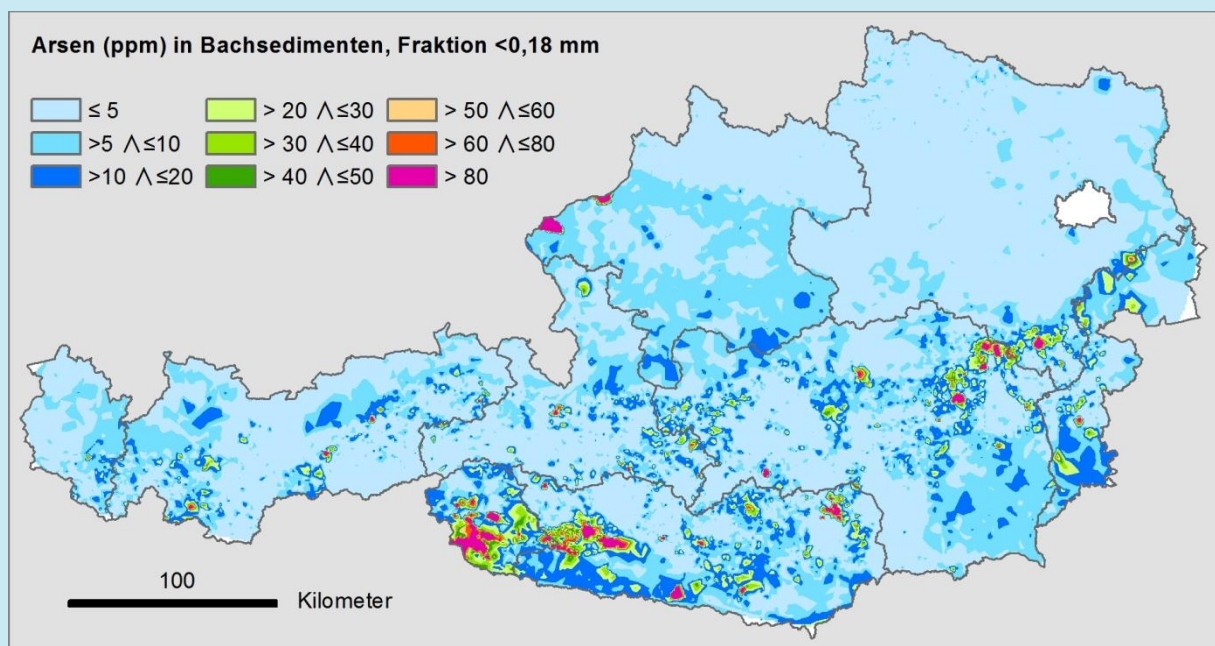 Arsen (ppm) in Bachsedimenten, Fraktion <0,18 mm
≤ 5
> 20 ∧≤30
> 50 ∧≤60
>5 ∧≤10
> 30 ∧≤40
> 60 ∧≤80
>10 ∧≤20
> 40 ∧≤50
> 80
100
Kilometer